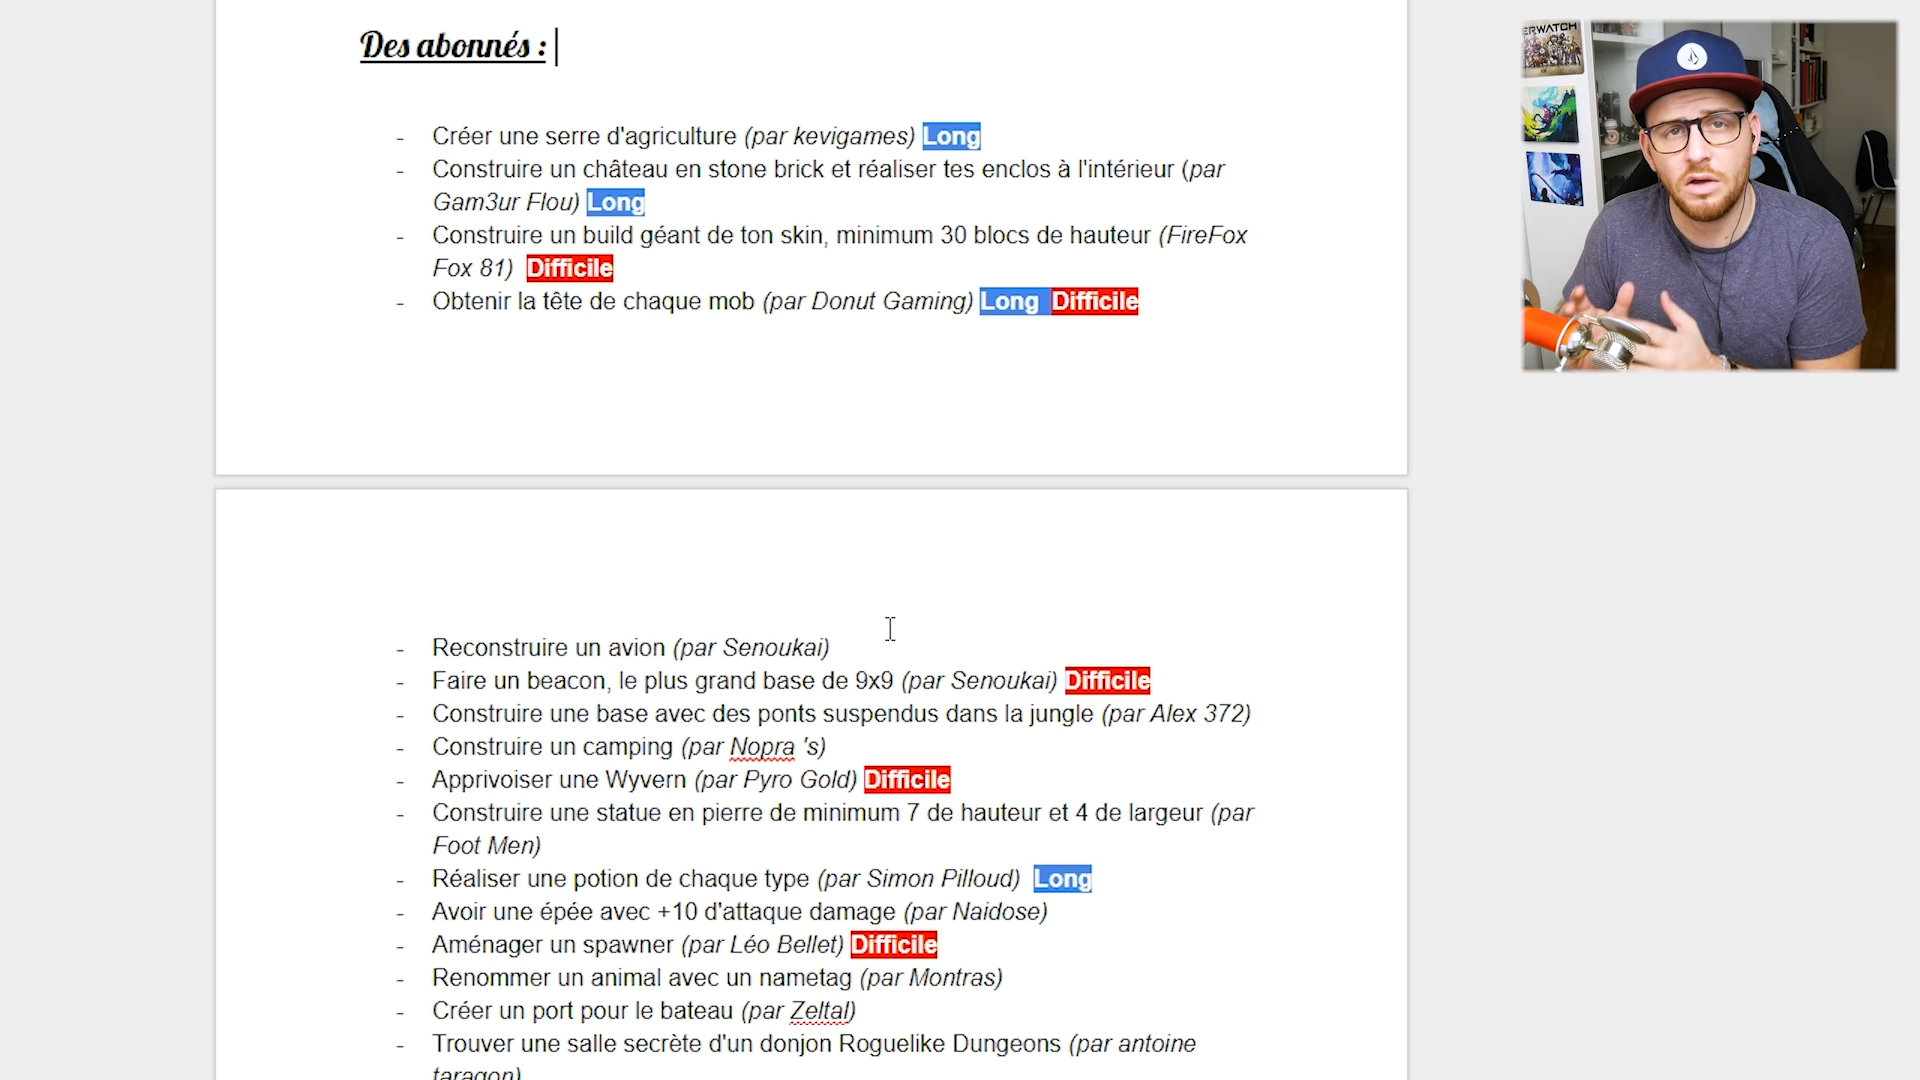 Des abonnés :
- Créer une serre d'agriculture (par kevigames) Long
- Construire un château en stone brick et réaliser tes enclos à l'intérieur (par
Gam3ur Flou) Long
- Construire un build géant de ton skin, minimum 30 blocs de hauteur (FireFox
Fox 81) Difficile
- Obtenir la tête de chaque mob (par Donut Gaming) Long Difficile
ERWATCH
- Reconstruire un avion (par Senoukai)
- Faire un beacon, le plus grand base de 9x9 (par Senoukai) Difficile
- Construire une base avec des ponts suspendus dans la jungle (par Alex 372)
- Construire un camping (par Nopra 's)
- Apprivoiser une Wyvern (par Pyro Gold) Difficile
- Construire une statue en pierre de minimum 7 de hauteur et 4 de largeur (par
Foot Men)
- Réaliser une potion de chaque type (par Simon Pilloud) Long
- Avoir une épée avec +10 d'attaque damage (par Naidose)
- Aménager un spawner (par Léo Bellet) Difficile
- Renommer un animal avec un nametag (par Montras)
- Créer un port pour le bateau (par Zeltal)
- Trouver une salle secrète d'un donjon Roguelike Dungeons (par antoine
taragon)